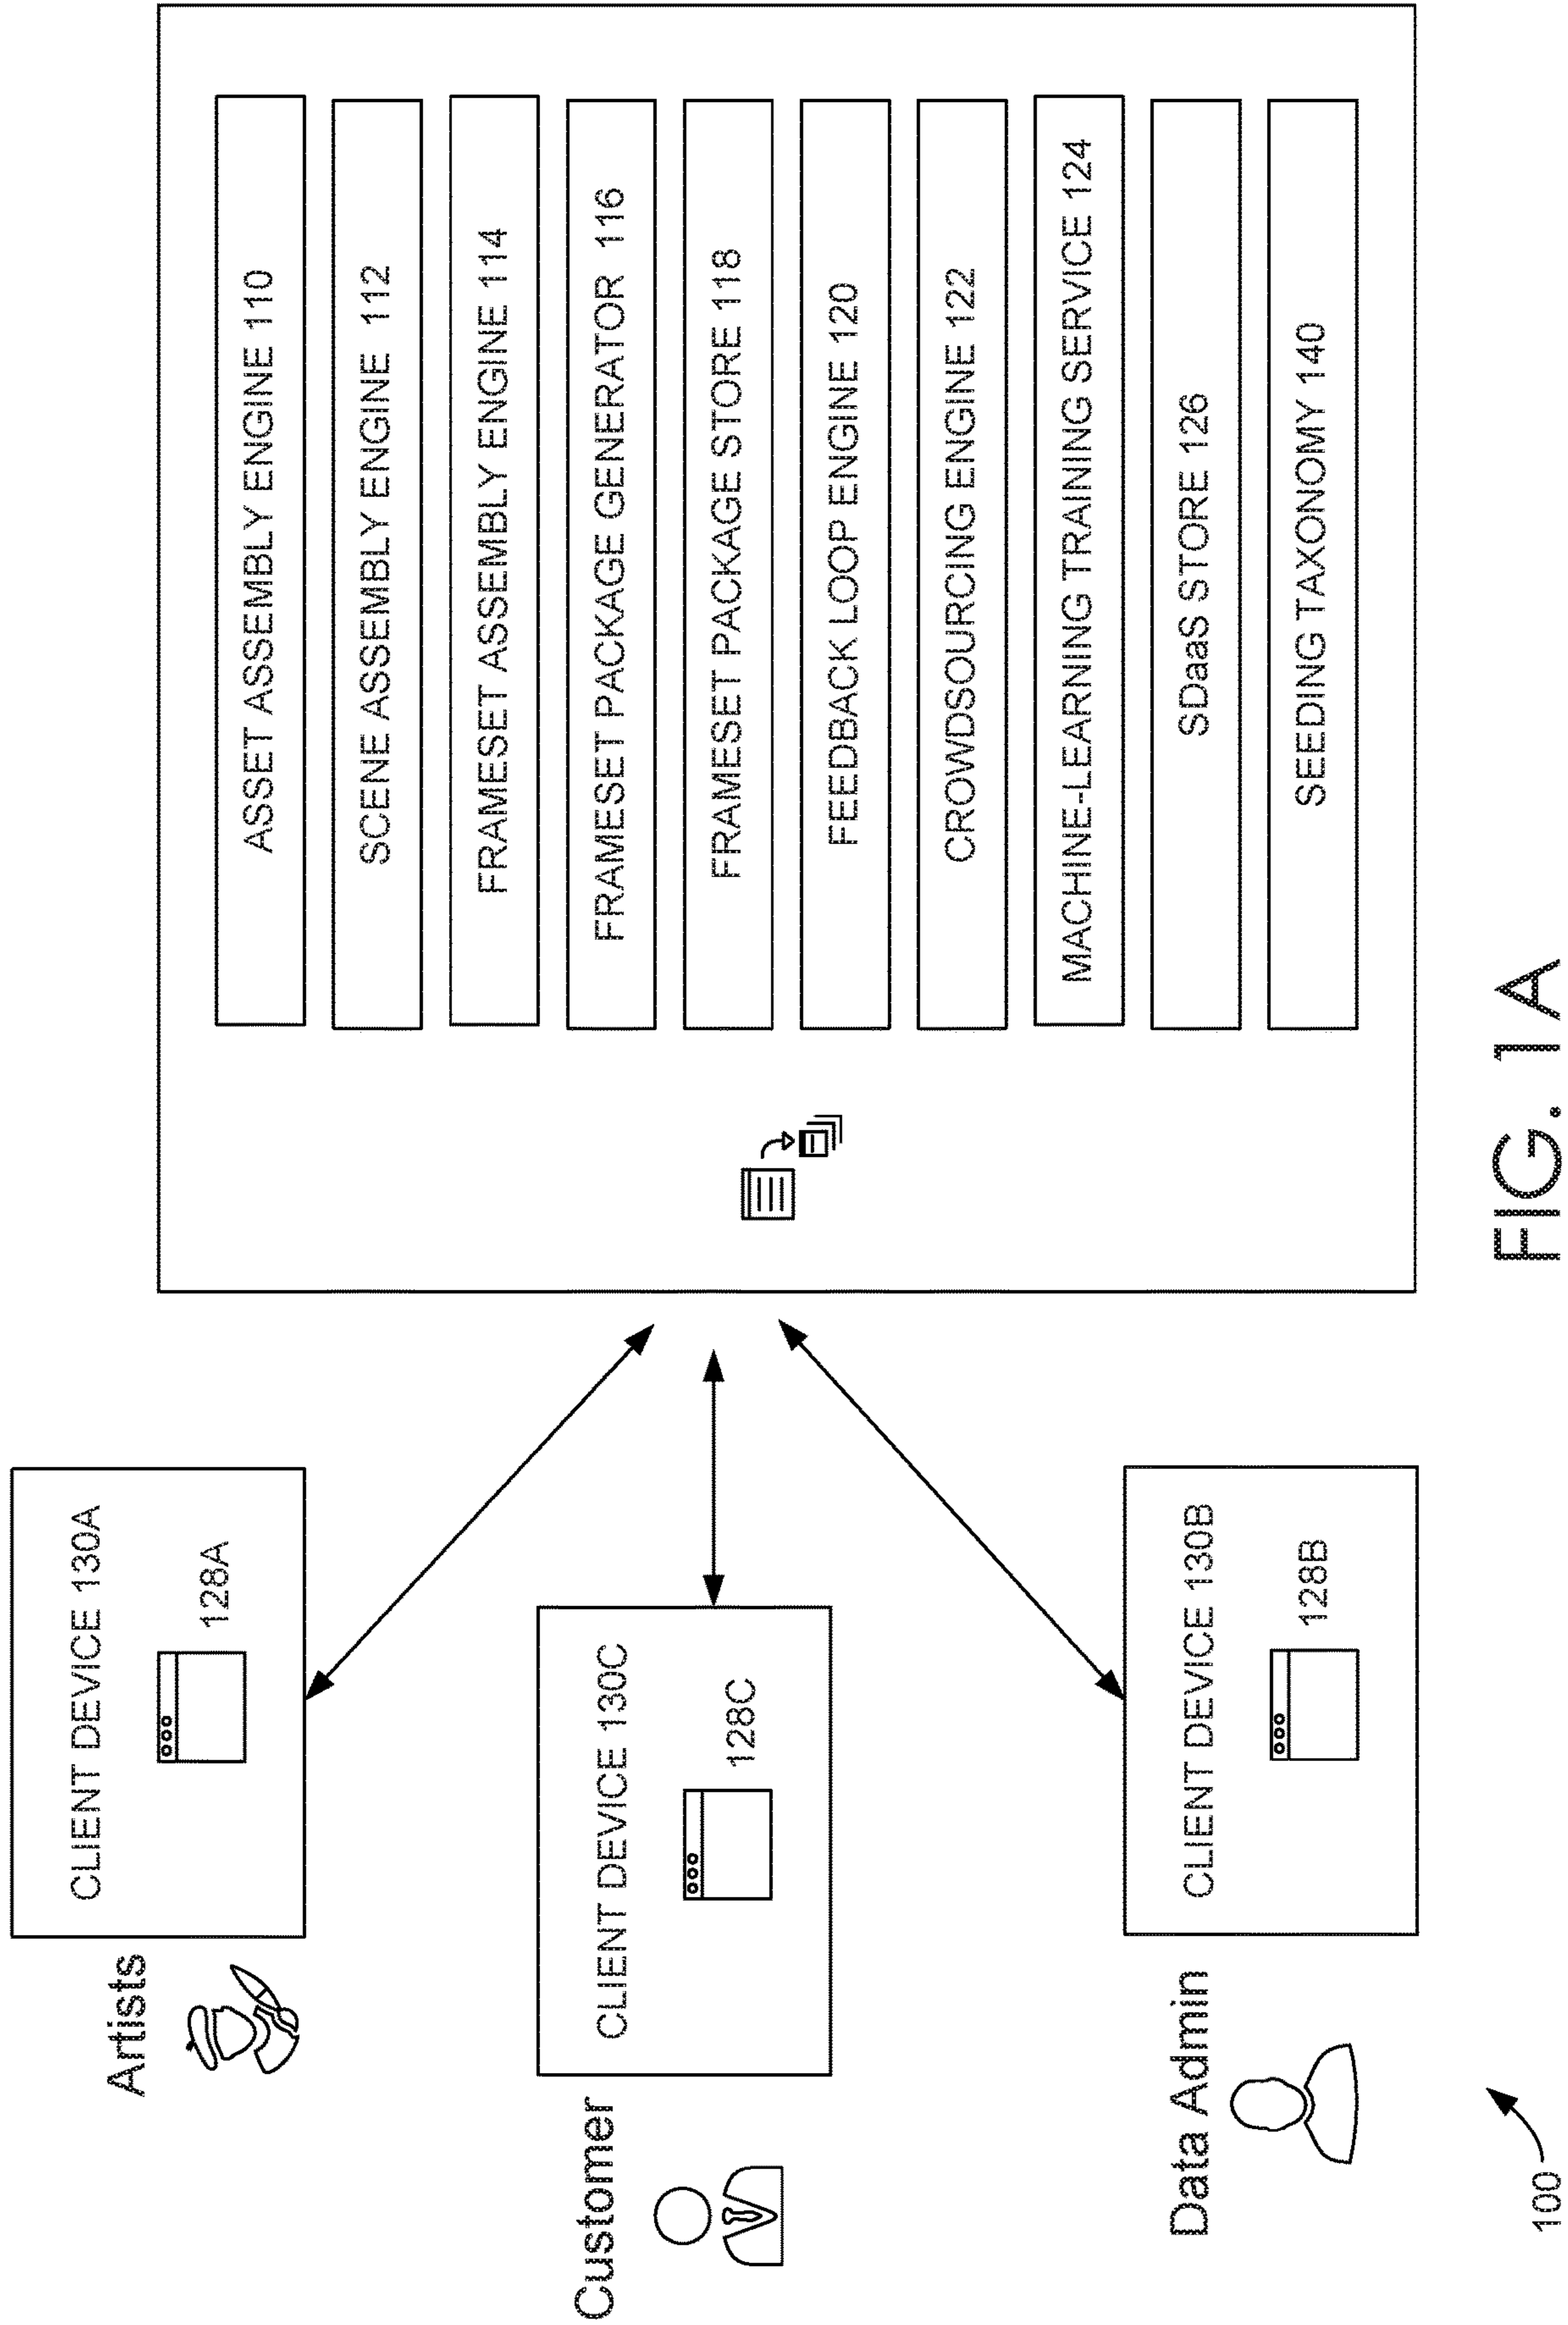 Artists
CLIENT DEVICE 130A
128A
Customer
CLIENT DEVICE 130C
128C
Data Admin
CLIENT DEVICE 130B
128B
100
ASSET ASSEMBLY ENGINE 110
SCENE ASSEMBLY ENGINE 112
FRAMESET ASSEMBLY ENGINE 114
FRAMESET PACKAGE GENERATOR 116
FRAMESET PACKAGE STORE 118
FEEDBACK LOOP ENGINE 120
CROWDSOURCING ENGINE 122
MACHINE-LEARNING TRAINING SERVICE 124
SDaaS STORE 126
SEEDING TAXONOMY 140
FIG. 1A